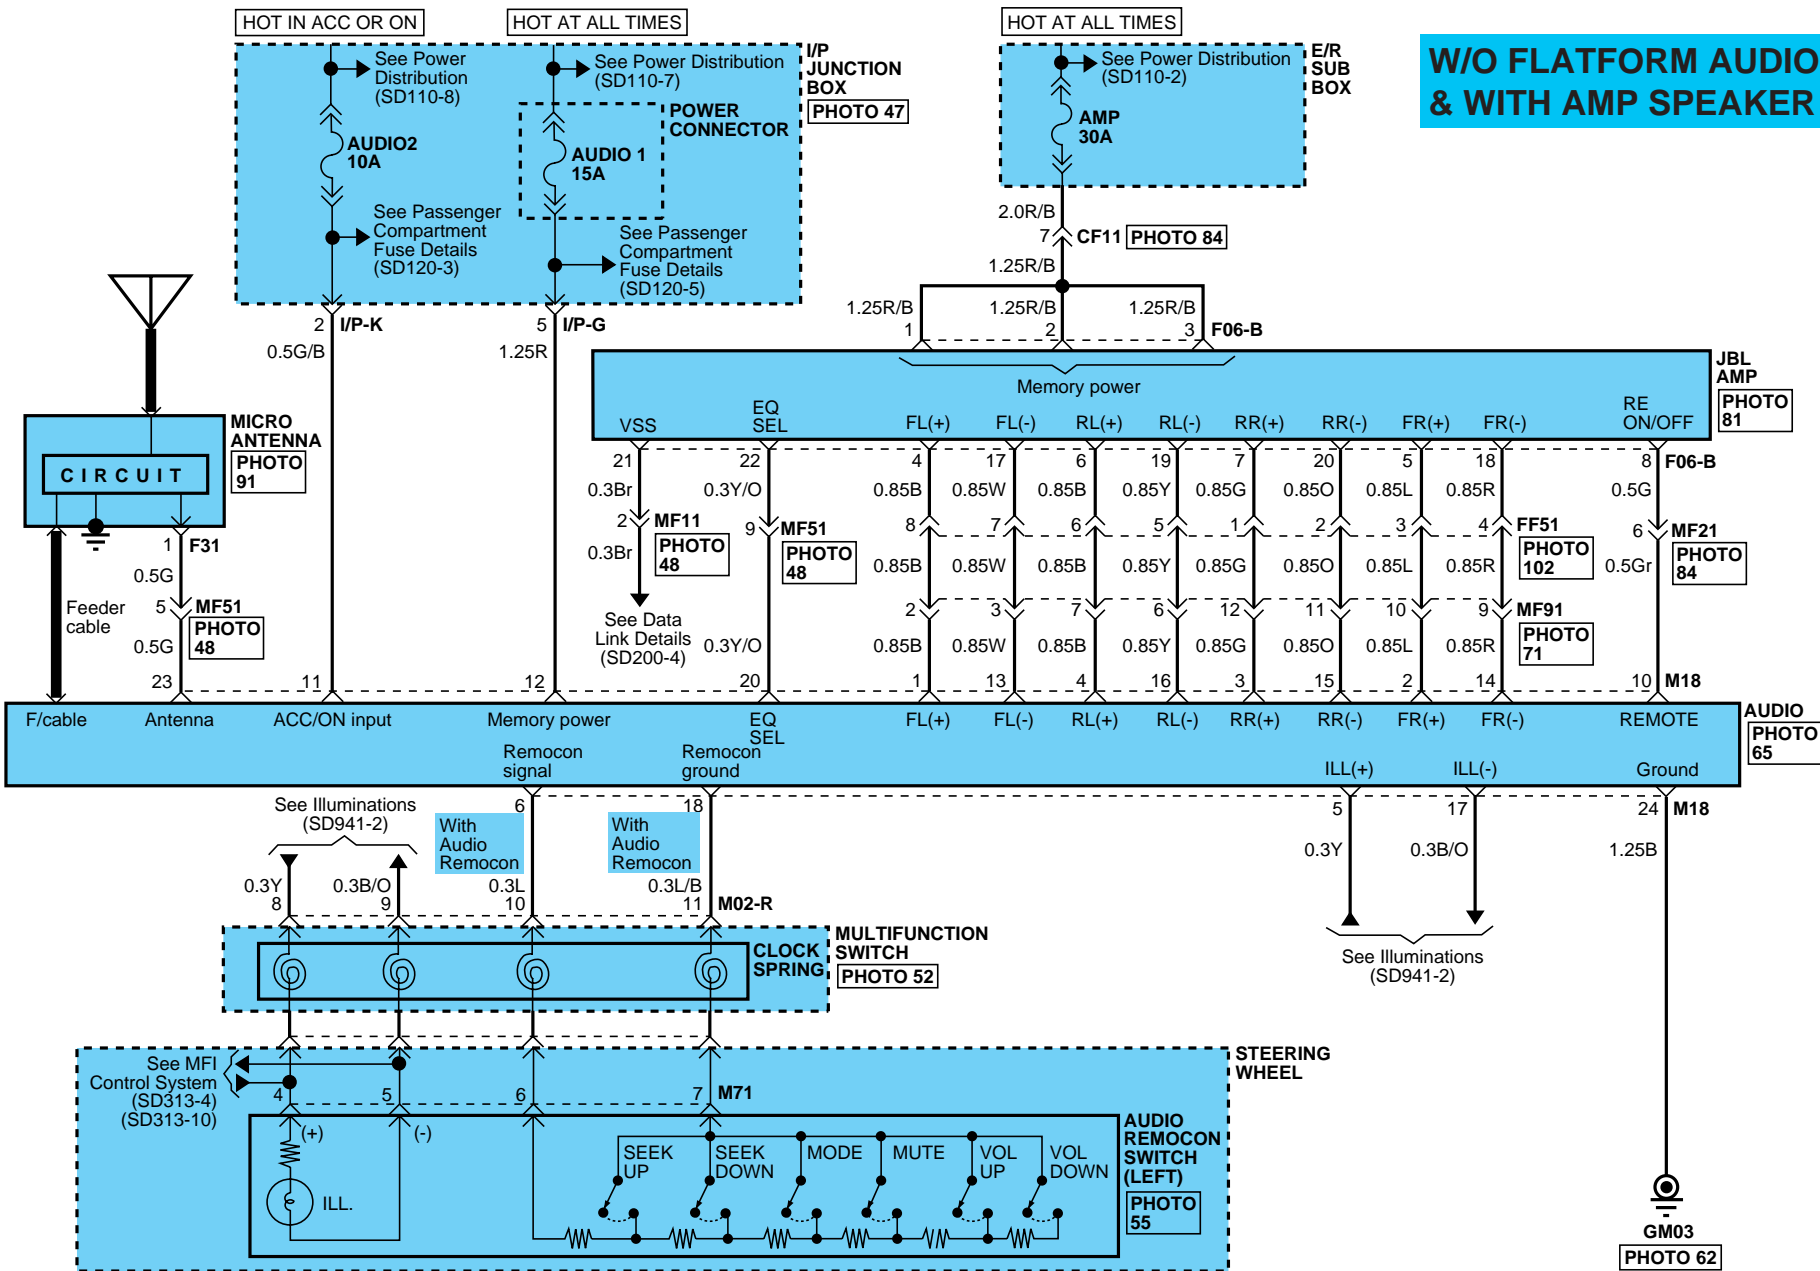 HOT IN ACC OR ON
HOT AT ALL TIMES
HOT AT ALL TIMES
W/O FLATFORM AUDIO
& WITH AMP SPEAKER
See Power
Distribution
(SD110-8)
See Power Distribution
(SD110-7)
I/P
JUNCTION
BOX
PHOTO 47
See Power Distribution
(SD110-2)
E/R
SUB
BOX
POWER
CONNECTOR
AUDIO2
10A
AUDIO 1
15A
AMP
30A
See Passenger
Compartment
Fuse Details
(SD120-3)
See Passenger
Compartment
Fuse Details
(SD120-5)
2.0R/B
7 CF11 PHOTO 84
1.25R/B
1.25R/B 1.25R/B 1.25R/B
1 2 3 F06-B
2 I/P-K
0.5G/B
5 I/P-G
1.25R
Memory power
JBL
AMP
PHOTO
81
VSS
EQ
SEL
FL(+) FL(-) RL(+) RL(-) RR(+) RR(-) FR(+) FR(-)
RE
ON/OFF
MICRO
ANTENNA
PHOTO
91
CIRCUIT
21 22 4 17 6 19 7 20 5 18 8 F06-B
0.3Br 0.3Y/O 0.85B 0.85W 0.85B 0.85Y 0.85G 0.85O 0.85L 0.85R 0.5G
2 MF11
PHOTO
48
9 MF51
PHOTO
48
8 7 6 5 1 2 3 4 FF51
PHOTO
102
6 MF21
PHOTO
84
0.3Br 0.85B 0.85W 0.85B 0.85Y 0.85G 0.85O 0.85L 0.85R 0.5Gr
1 F31
0.5G
Feeder
cable
5 MF51
PHOTO
48
0.5G
See Data
Link Details
(SD200-4)
2 3 7 6 12 11 10 9 MF91
PHOTO
71
0.3Y/O 0.85B 0.85W 0.85B 0.85Y 0.85G 0.85O 0.85L 0.85R
23 11 12 20 1 13 4 16 3 15 2 14 10 M18
F/cable Antenna ACC/ON input Memory power
EQ
SEL
FL(+) FL(-) RL(+) RL(-) RR(+) RR(-) FR(+) FR(-) REMOTE
AUDIO
PHOTO
65
Remocon
signal
Remocon
ground
ILL(+) ILL(-) Ground
See Illuminations
(SD941-2)
6 18 5 17 24 M18
With
Audio
Remocon
With
Audio
Remocon
0.3Y 0.3B/O 1.25B
0.3Y 0.3B/O 0.3L 0.3L/B
8 9 10 11 M02-R
MULTIFUNCTION
SWITCH
PHOTO 52
CLOCK
SPRING
See Illuminations
(SD941-2)
See MFI
Control System
(SD313-4)
(SD313-10)
STEERING
WHEEL
4 5 6 7 M71
(+) (-)
ILL.
SEEK
UP
SEEK
DOWN
MODE
MUTE
VOL
UP
VOL
DOWN
AUDIO
REMOCON
SWITCH
(LEFT)
PHOTO
55
GM03
PHOTO 62